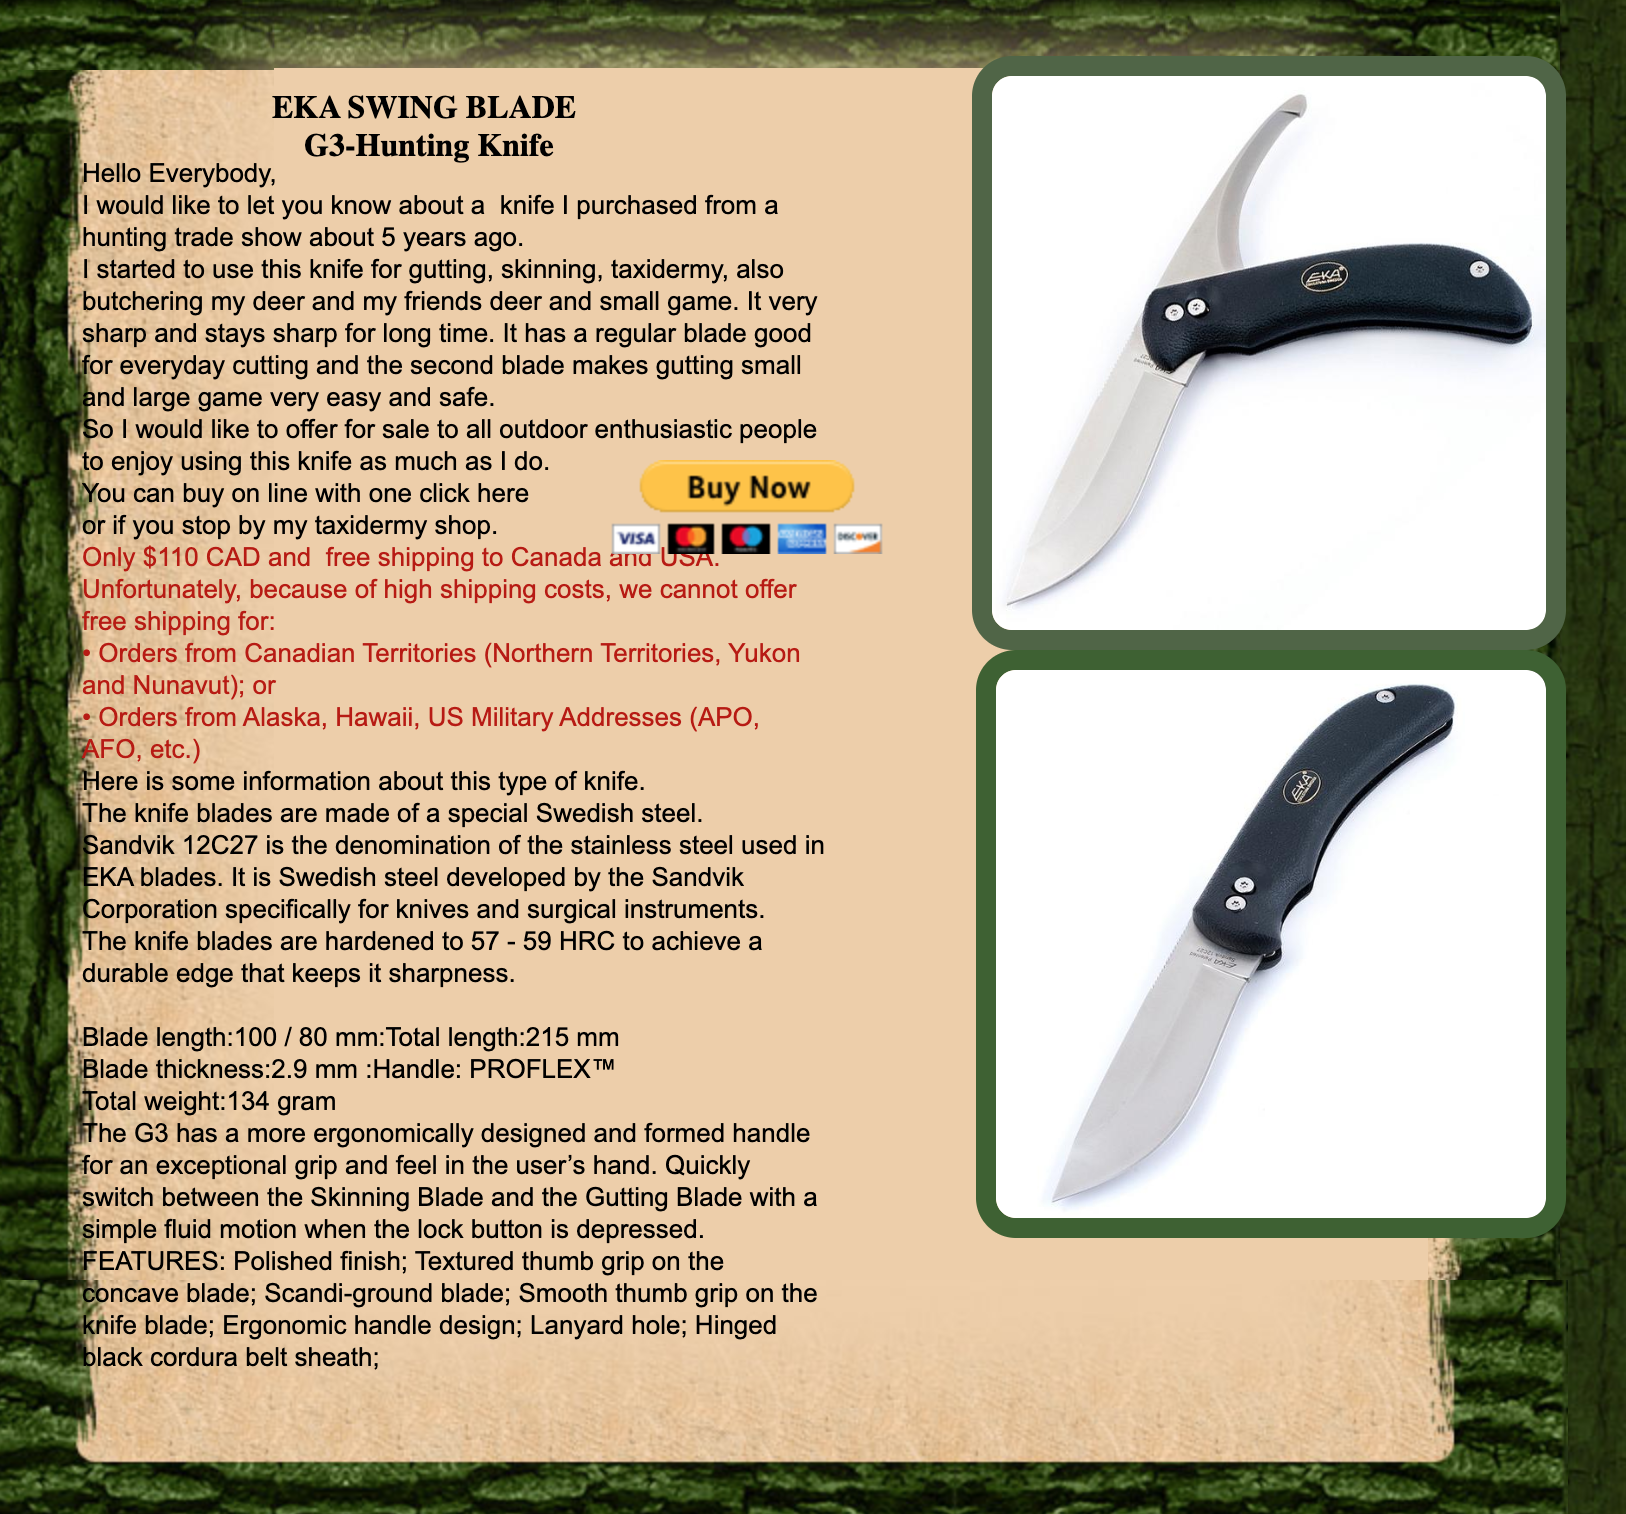 EKA SWING BLADE
G3-Hunting Knife
Hello Everybody,
I would like to let you know about a  knife I purchased from a
hunting trade show about 5 years ago.
I started to use this knife for gutting, skinning, taxidermy, also
butchering my deer and my friends deer and small game. It very
sharp and stays sharp for long time. It has a regular blade good
for everyday cutting and the second blade makes gutting small
and large game very easy and safe.
So I would like to offer for sale to all outdoor enthusiastic people
to enjoy using this knife as much as I do.
You can buy on line with one click here
or if you stop by my taxidermy shop.
Buy Now
VISA
DISCOVER
Only $110 CAD and  free shipping to Canada and USA.
Unfortunately, because of high shipping costs, we cannot offer
free shipping for:
• Orders from Canadian Territories (Northern Territories, Yukon
and Nunavut); or
• Orders from Alaska, Hawaii, US Military Addresses (APO,
AFO, etc.)
Here is some information about this type of knife.
The knife blades are made of a special Swedish steel.
Sandvik 12C27 is the denomination of the stainless steel used in
EKA blades. It is Swedish steel developed by the Sandvik
Corporation specifically for knives and surgical instruments.
The knife blades are hardened to 57 - 59 HRC to achieve a
durable edge that keeps it sharpness.
Blade length:100 / 80 mm:Total length:215 mm
Blade thickness:2.9 mm :Handle: PROFLEX™
Total weight:134 gram
The G3 has a more ergonomically designed and formed handle
for an exceptional grip and feel in the user’s hand. Quickly
switch between the Skinning Blade and the Gutting Blade with a
simple fluid motion when the lock button is depressed.
FEATURES: Polished finish; Textured thumb grip on the
concave blade; Scandi-ground blade; Smooth thumb grip on the
knife blade; Ergonomic handle design; Lanyard hole; Hinged
black cordura belt sheath;
EKA
EKA
EKA
EKA